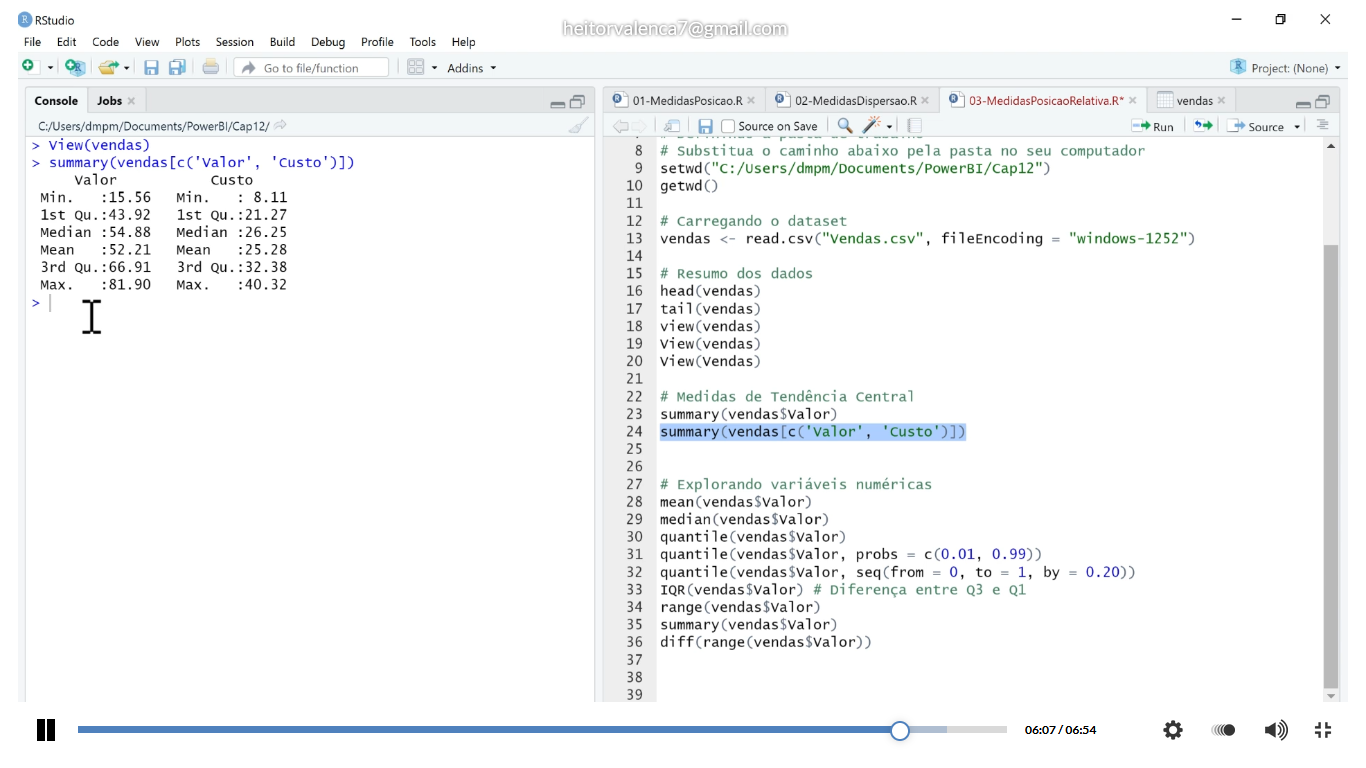 RStudio
heitorvalenca7@gmail.com
File Edit Code View Plots Session Build Debug Profile Tools Help
Go to file/function
Addins
Project: (None)
Console Jobs
C:/Users/dmpm/Documents/PowerBI/Cap12/
> View(vendas)
> summary(vendas[c('Valor', 'Custo')])
Valor Custo
Min. :15.56 Min. : 8.11
1st Qu.:43.92 1st Qu.:21.27
Median :54.88 Median :26.25
Mean :52.21 Mean :25.28
3rd Qu.:66.91 3rd Qu.:32.38
Max. :81.90 Max. :40.32
>
01-MedidasPosicao.R 02-MedidasDispersao.R 03-MedidasPosicaoRelativa.R* vendas
Source on Save Run Source
8 # Substitua o caminho abaixo pela pasta no seu computador
9 setwd("C:/Users/dmpm/Documents/PowerBI/Cap12")
10 getwd()
11
12 # Carregando o dataset
13 vendas <- read.csv("Vendas.csv", fileEncoding = "windows-1252")
14
15 # Resumo dos dados
16 head(vendas)
17 tail(vendas)
18 view(vendas)
19 View(vendas)
20 View(Vendas)
21
22 # Medidas de Tendência Central
23 summary(vendas$Valor)
24 summary(vendas[c('Valor', 'Custo')])
25
26
27 # Explorando variáveis numéricas
28 mean(vendas$Valor)
29 median(vendas$Valor)
30 quantile(vendas$Valor)
31 quantile(vendas$Valor, probs = c(0.01, 0.99))
32 quantile(vendas$Valor, seq(from = 0, to = 1, by = 0.20))
33 IQR(vendas$Valor) # Diferença entre Q3 e Q1
34 range(vendas$Valor)
35 summary(vendas$Valor)
36 diff(range(vendas$Valor))
37
38
39
06:07 / 06:54